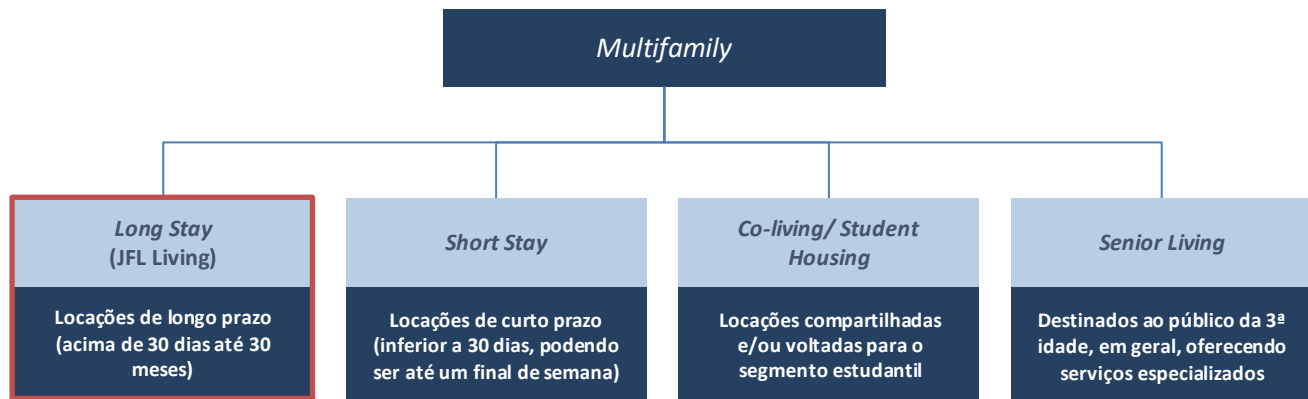 Multifamily
Long Stay
(JFL Living)
Locações de longo prazo
(acima de 30 dias até 30
meses)
Short Stay
Locações de curto prazo
(inferior a 30 dias, podendo
ser até um final de semana)
Co-living/ Student
Housing
Locações compartilhadas
e/ou voltadas para o
segmento estudantil
Senior Living
Destinados ao público da 3ª
idade, em geral, oferecendo
serviços especializados